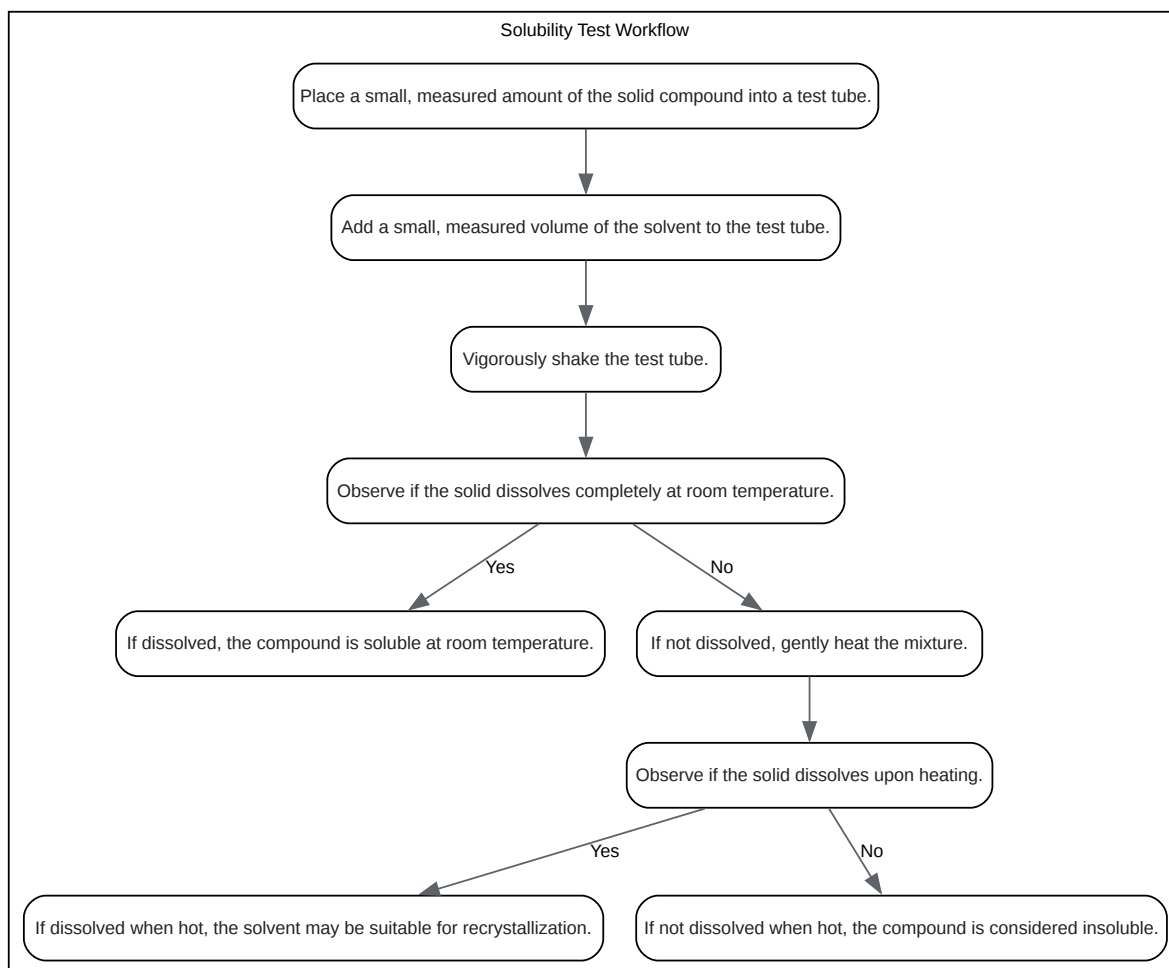 Solubility Test Workflow
Place a small, measured amount of the solid compound into a test tube.
Add a small, measured volume of the solvent to the test tube.
Vigorously shake the test tube.
Observe if the solid dissolves completely at room temperature.
Yes
No
If dissolved, the compound is soluble at room temperature.
If not dissolved, gently heat the mixture.
Observe if the solid dissolves upon heating.
Yes
No
If dissolved when hot, the solvent may be suitable for recrystallization.
If not dissolved when hot, the compound is considered insoluble.